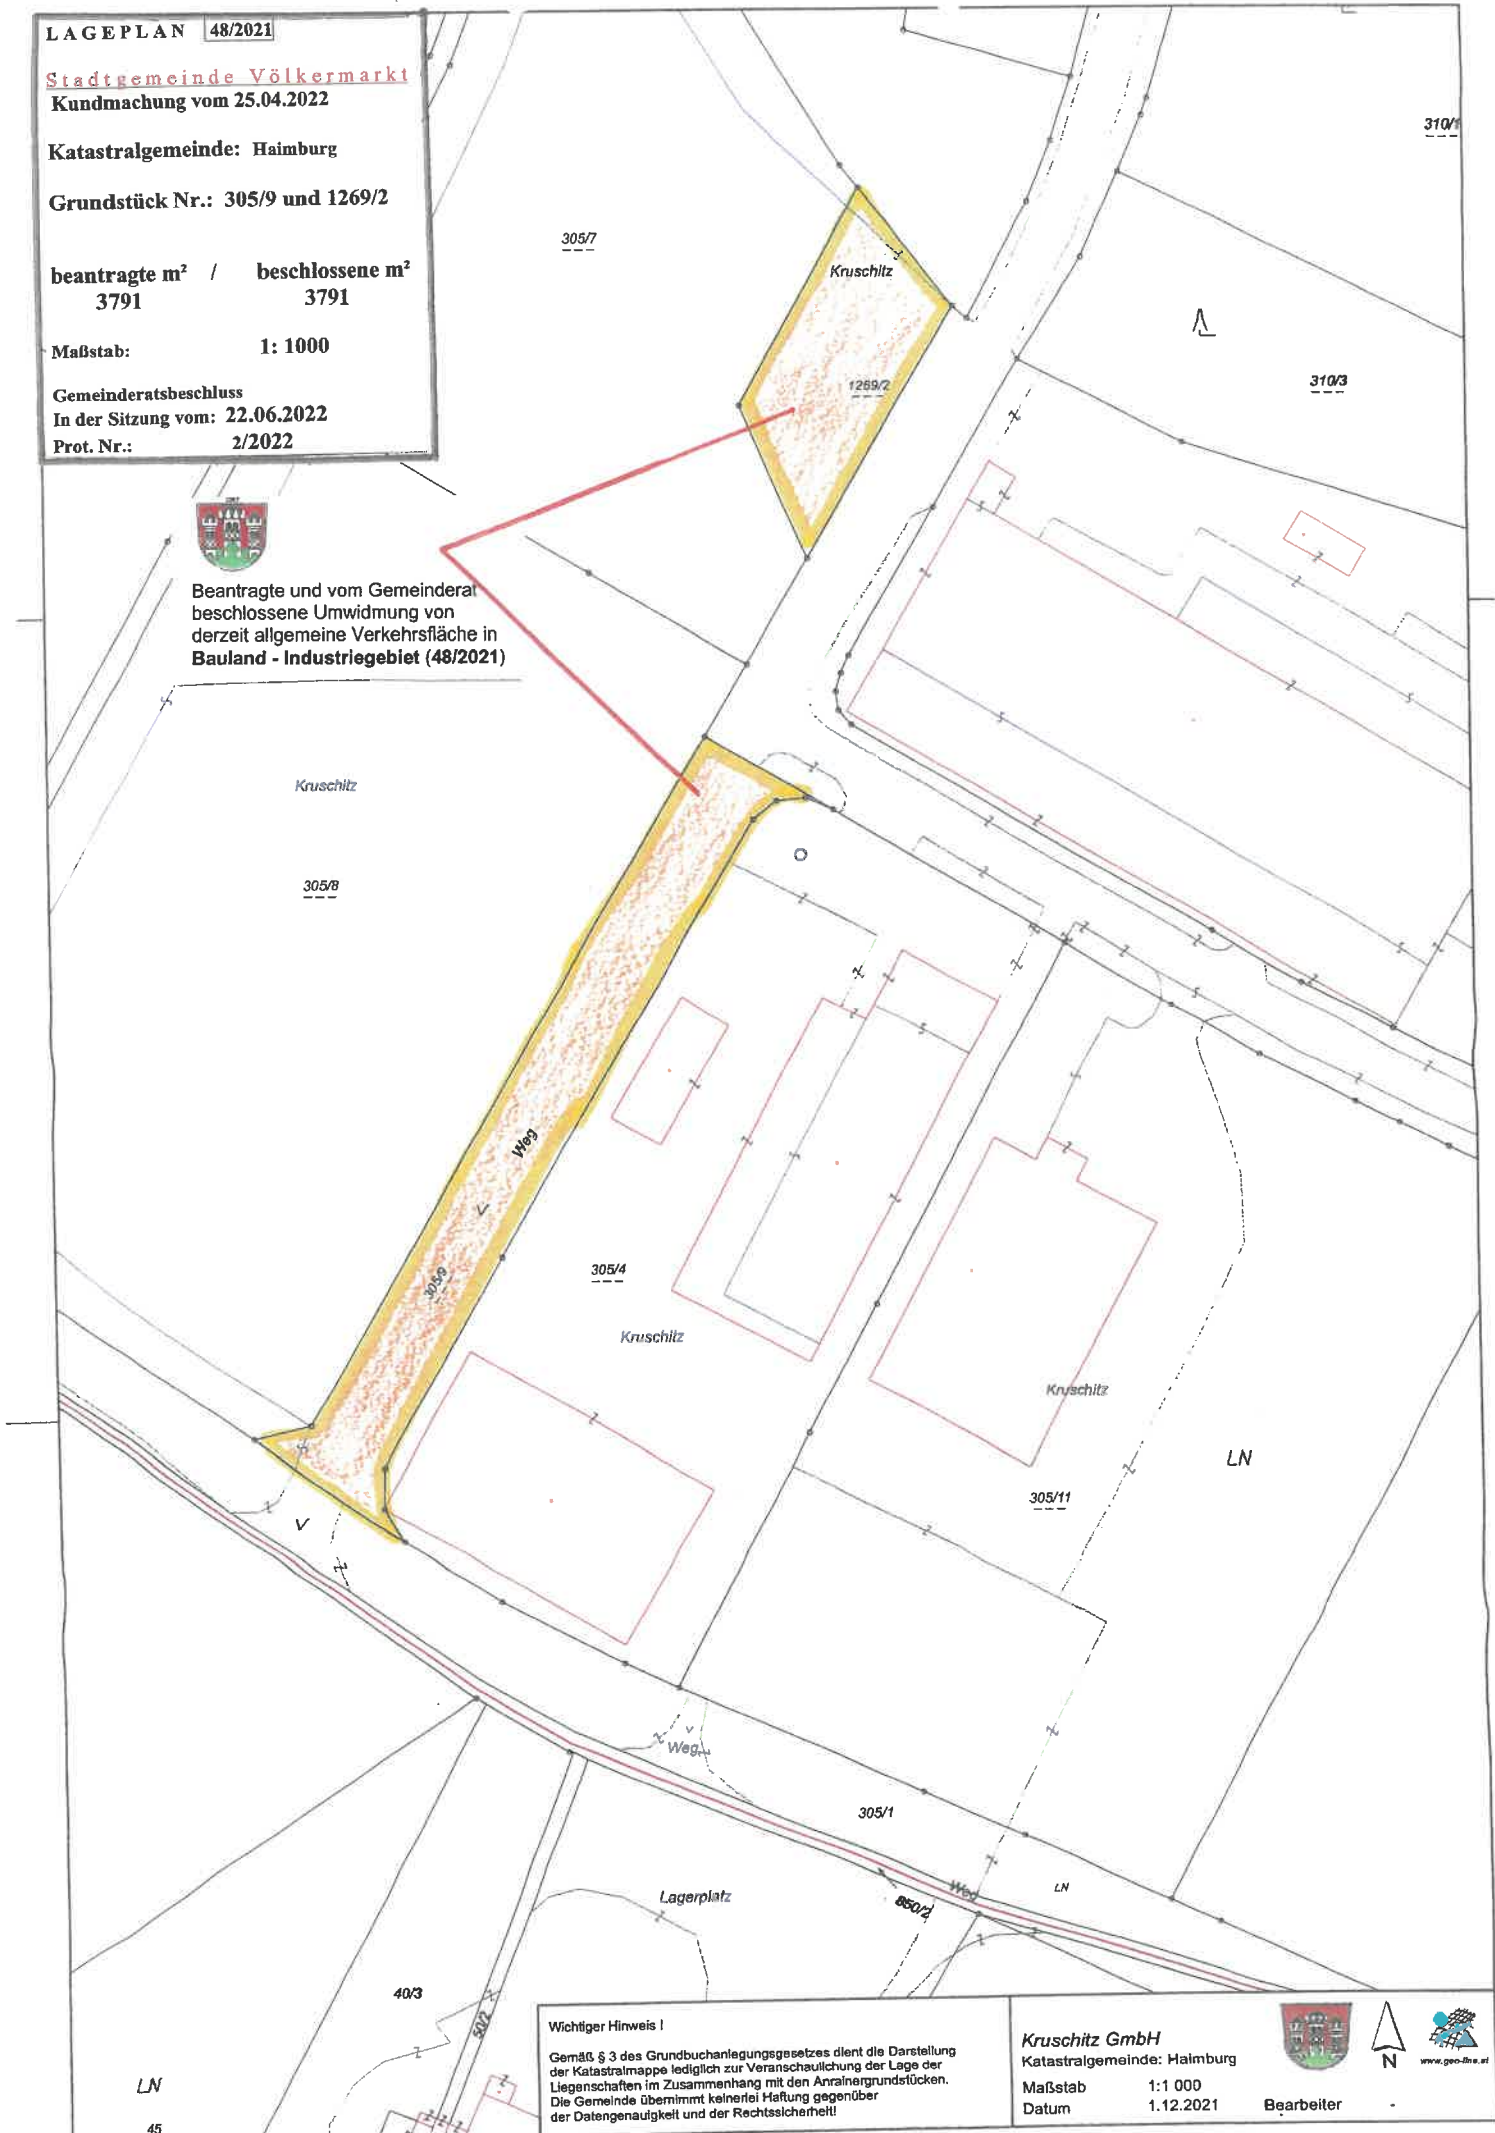 LAGEPLAN 48/2021
Stadtgemeinde Völkermarkt
Kundmachung vom 25.04.2022
Katastralgemeinde: Haimburg
Grundstück Nr.: 305/9 und 1269/2
beantragte m² / beschlossene m²
3791 3791
Maßstab: 1: 1000
Gemeinderatsbeschluss
In der Sitzung vom: 22.06.2022
Prot. Nr.: 2/2022
310/1
305/7
Kruschitz
1269/2
310/3
Beantragte und vom Gemeinderat
beschlossene Umwidmung von
derzeit allgemeine Verkehrsfläche in
Bauland - Industriegebiet (48/2021)
Kruschitz
305/8
Weg
305/9
305/4
Kruschitz
Kruschitz
LN
305/11
V
V
Weg
305/1
Weg
LN
850/2
Lagerplatz
40/3
50/2
LN
45
Wichtiger Hinweis !
Gemäß § 3 des Grundbuchanlegungsgesetzes dient die Darstellung
der Katastralmappe lediglich zur Veranschaulichung der Lage der
Liegenschaften im Zusammenhang mit den Anrainergrundstücken.
Die Gemeinde übernimmt keinerlei Haftung gegenüber
der Datengenauigkeit und der Rechtssicherheit!
Kruschitz GmbH
Katastralgemeinde: Haimburg
Maßstab 1:1 000
Datum 1.12.2021 Bearbeiter -
N
www.geo-line.at